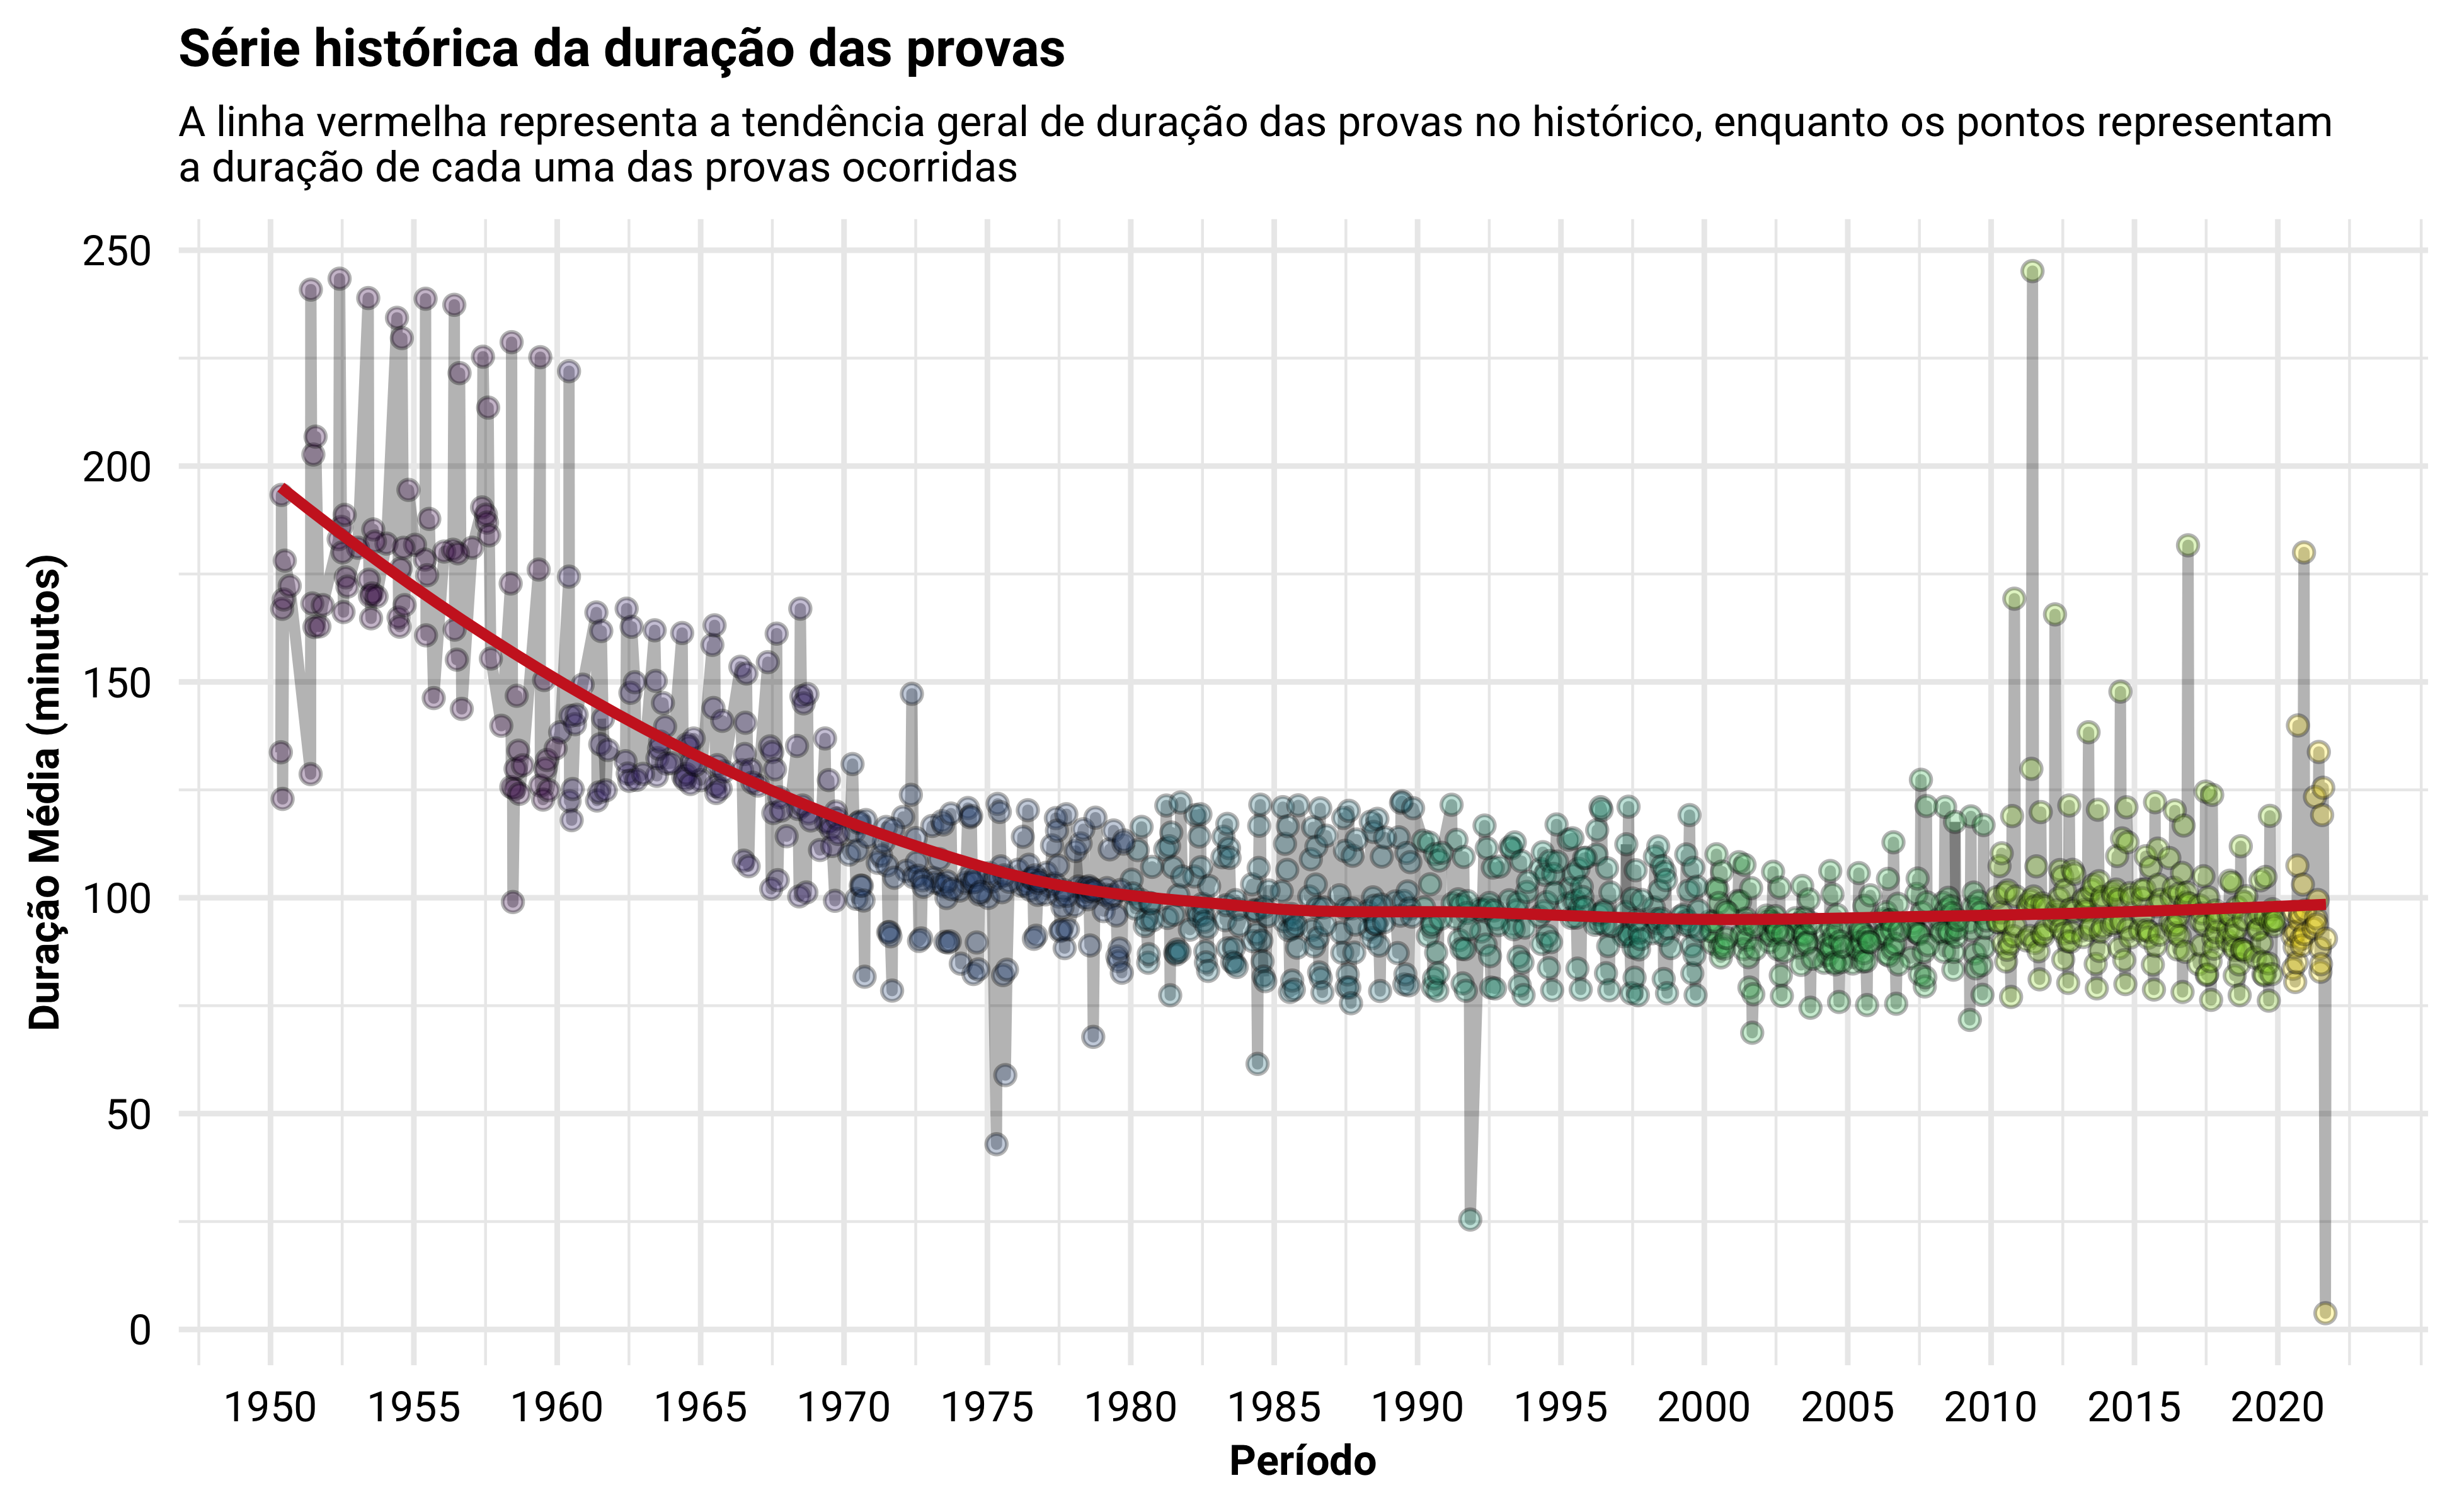 Série histórica da duração das provas
A linha vermelha representa a tendência geral de duração das provas no histórico, enquanto os pontos representam
a duração de cada uma das provas ocorridas
Duração Média (minutos)
250
200
150
100
50
0
1950 1955 1960 1965 1970 1975 1980 1985 1990 1995 2000 2005 2010 2015 2020
Período